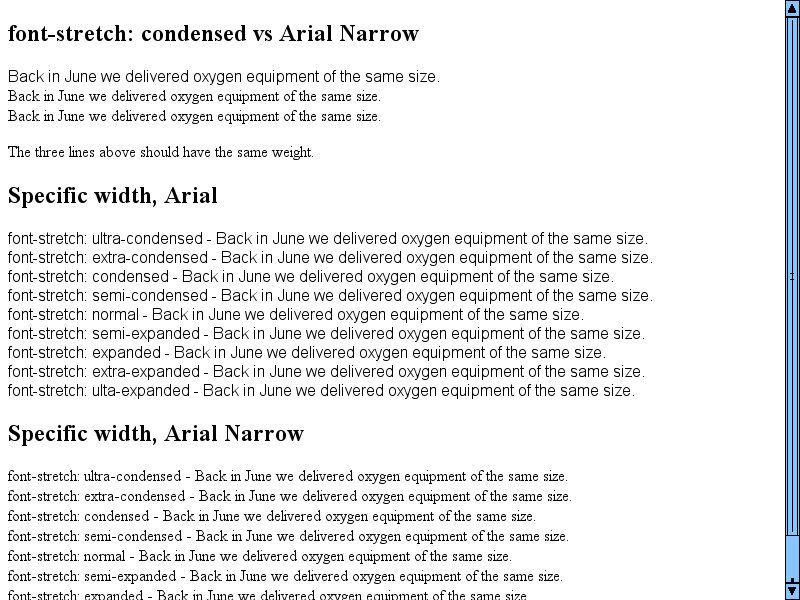 font-stretch: condensed vs Arial Narrow
Back in June we delivered oxygen equipment of the same size.
Back in June we delivered oxygen equipment of the same size.
Back in June we delivered oxygen equipment of the same size.
The three lines above should have the same weight.
Specific width, Arial
font-stretch: ultra-condensed - Back in June we delivered oxygen equipment of the same size.
font-stretch: extra-condensed - Back in June we delivered oxygen equipment of the same size.
font-stretch: condensed - Back in June we delivered oxygen equipment of the same size.
font-stretch: semi-condensed - Back in June we delivered oxygen equipment of the same size.
font-stretch: normal - Back in June we delivered oxygen equipment of the same size.
font-stretch: semi-expanded - Back in June we delivered oxygen equipment of the same size.
font-stretch: expanded - Back in June we delivered oxygen equipment of the same size.
font-stretch: extra-expanded - Back in June we delivered oxygen equipment of the same size.
font-stretch: ulta-expanded - Back in June we delivered oxygen equipment of the same size.
Specific width, Arial Narrow
font-stretch: ultra-condensed - Back in June we delivered oxygen equipment of the same size.
font-stretch: extra-condensed - Back in June we delivered oxygen equipment of the same size.
font-stretch: condensed - Back in June we delivered oxygen equipment of the same size.
font-stretch: semi-condensed - Back in June we delivered oxygen equipment of the same size.
font-stretch: normal - Back in June we delivered oxygen equipment of the same size.
font-stretch: semi-expanded - Back in June we delivered oxygen equipment of the same size.
font-stretch: expanded - Back in June we delivered oxygen equipment of the same size.